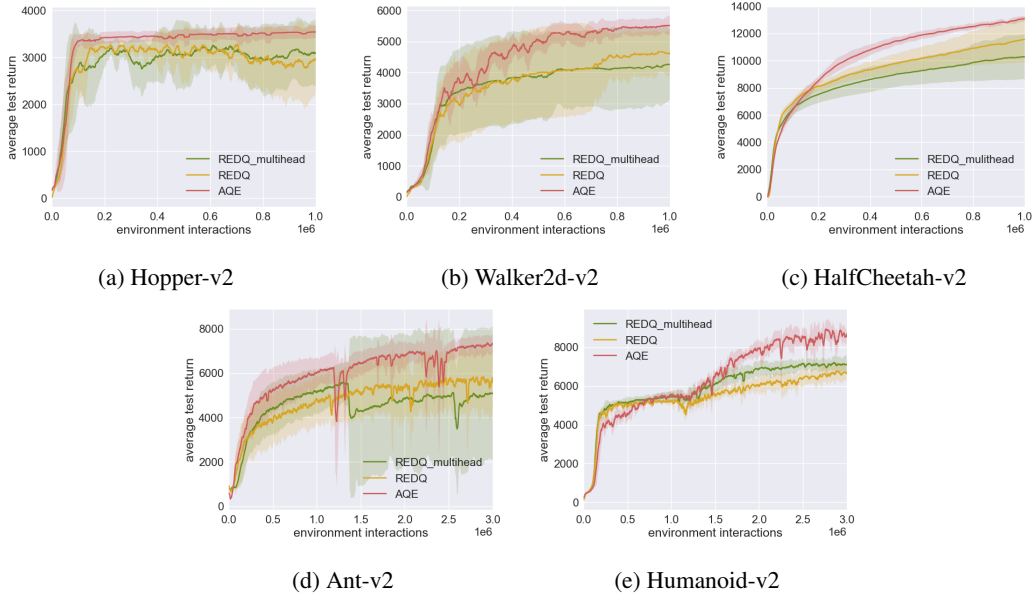 4000
3000
2000
1000
0
average test return
REDQ_multihead
REDQ
AQE
0.0 0.2 0.4 0.6 0.8 1.0
environment interactions 1e6
(a) Hopper-v2
6000
5000
4000
3000
2000
1000
0
average test return
REDQ_multihead
REDQ
AQE
0.0 0.2 0.4 0.6 0.8 1.0
environment interactions 1e6
(b) Walker2d-v2
14000
12000
10000
8000
6000
4000
2000
0
average test return
REDQ_multihead
REDQ
AQE
0.0 0.2 0.4 0.6 0.8 1.0
environment interactions 1e6
(c) HalfCheetah-v2
8000
6000
4000
2000
0
average test return
REDQ_multihead
REDQ
AQE
0.0 0.5 1.0 1.5 2.0 2.5 3.0
environment interactions 1e6
(d) Ant-v2
8000
6000
4000
2000
0
average test return
REDQ_multihead
REDQ
AQE
0.0 0.5 1.0 1.5 2.0 2.5 3.0
environment interactions 1e6
(e) Humanoid-v2